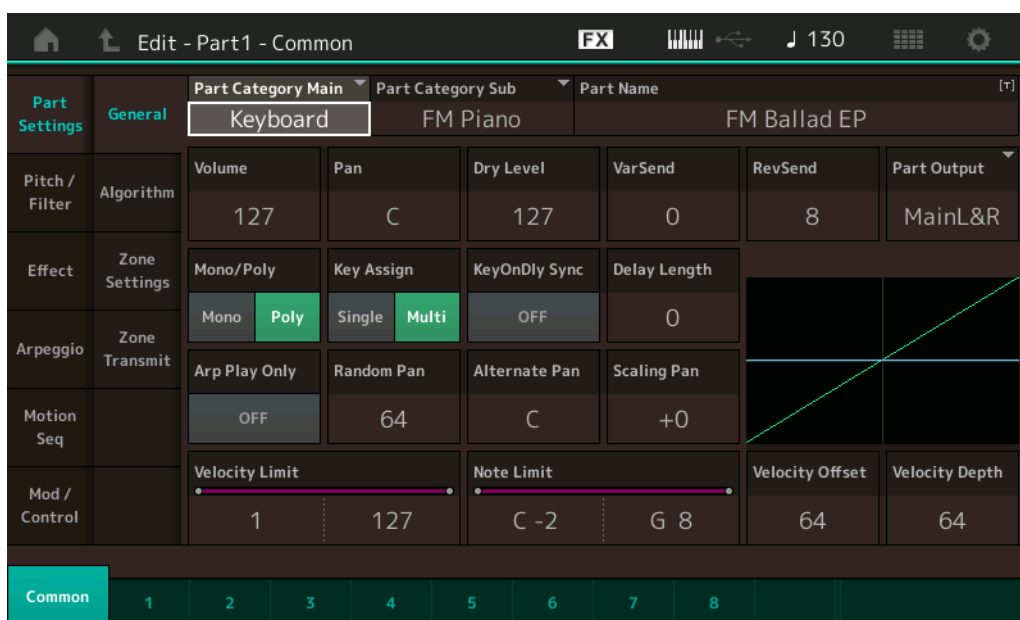 Edit - Part1 - Common FX ♩ 130
Part Settings
General
Part Category Main Part Category Sub Part Name [T]
Keyboard FM Piano FM Ballad EP
Pitch / Filter
Algorithm
Volume Pan Dry Level VarSend RevSend Part Output
127 C 127 0 8 MainL&R
Effect
Zone Settings
Mono/Poly Key Assign KeyOnDly Sync Delay Length
Mono Poly Single Multi OFF 0
Arpeggio
Zone Transmit
Arp Play Only Random Pan Alternate Pan Scaling Pan
OFF 64 C +0
Motion Seq
Velocity Limit Note Limit Velocity Offset Velocity Depth
Mod / Control
1 127 C -2 G 8 64 64
Common 1 2 3 4 5 6 7 8